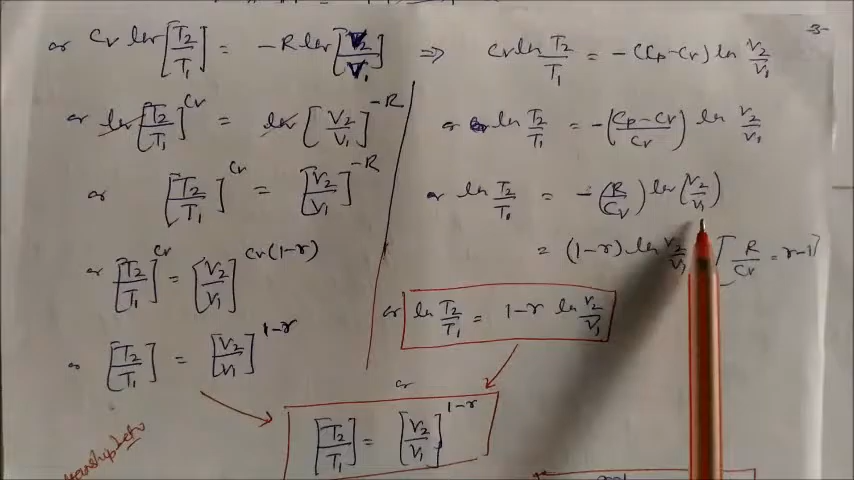 -3-
or Cv ln[T2/T1] = -R ln[V2/V1] ⇒ Cv ln T2/T1 = -(Cp-Cv) ln V2/V1
or ln[T2/T1]^Cv = ln[V2/V1]^-R
or [T2/T1]^Cv = [V2/V1]^-R
or [T2/T1]^Cv = [V2/V1]^Cv(1-r)
or [T2/T1] = [V2/V1]^1-r
or ln T2/T1 = -(Cp-Cv/Cv) ln V2/V1
or ln T2/T1 = -(R/Cv) ln(V2/V1)
= (1-r) ln V2/V1 [R/Cv = r-1]
or ln T2/T1 = 1-r ln V2/V1
or
[T2/T1] = [V2/V1]^1-r